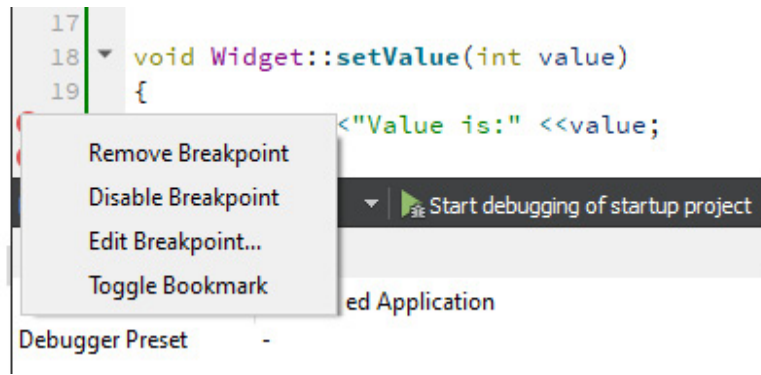 17
18 void Widget::setValue(int value)
19 {
<"Value is:" <<value;
Remove Breakpoint
Disable Breakpoint
Start debugging of startup project
Edit Breakpoint...
Toggle Bookmark
ed Application
Debugger Preset -